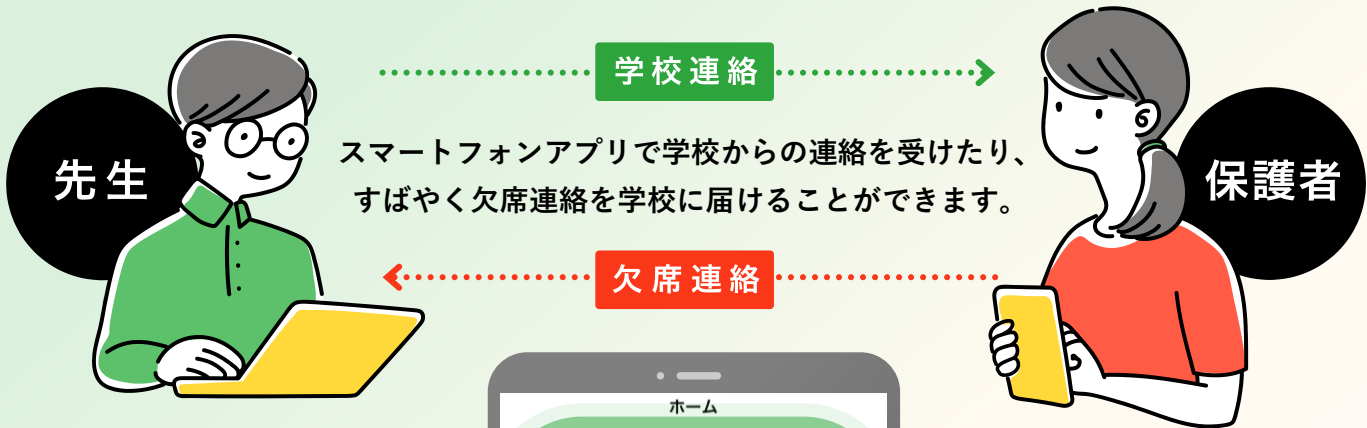 学校連絡
先生
スマートフォンアプリで学校からの連絡を受けたり、
すばやく欠席連絡を学校に届けることができます。
保護者
欠席連絡
ホーム